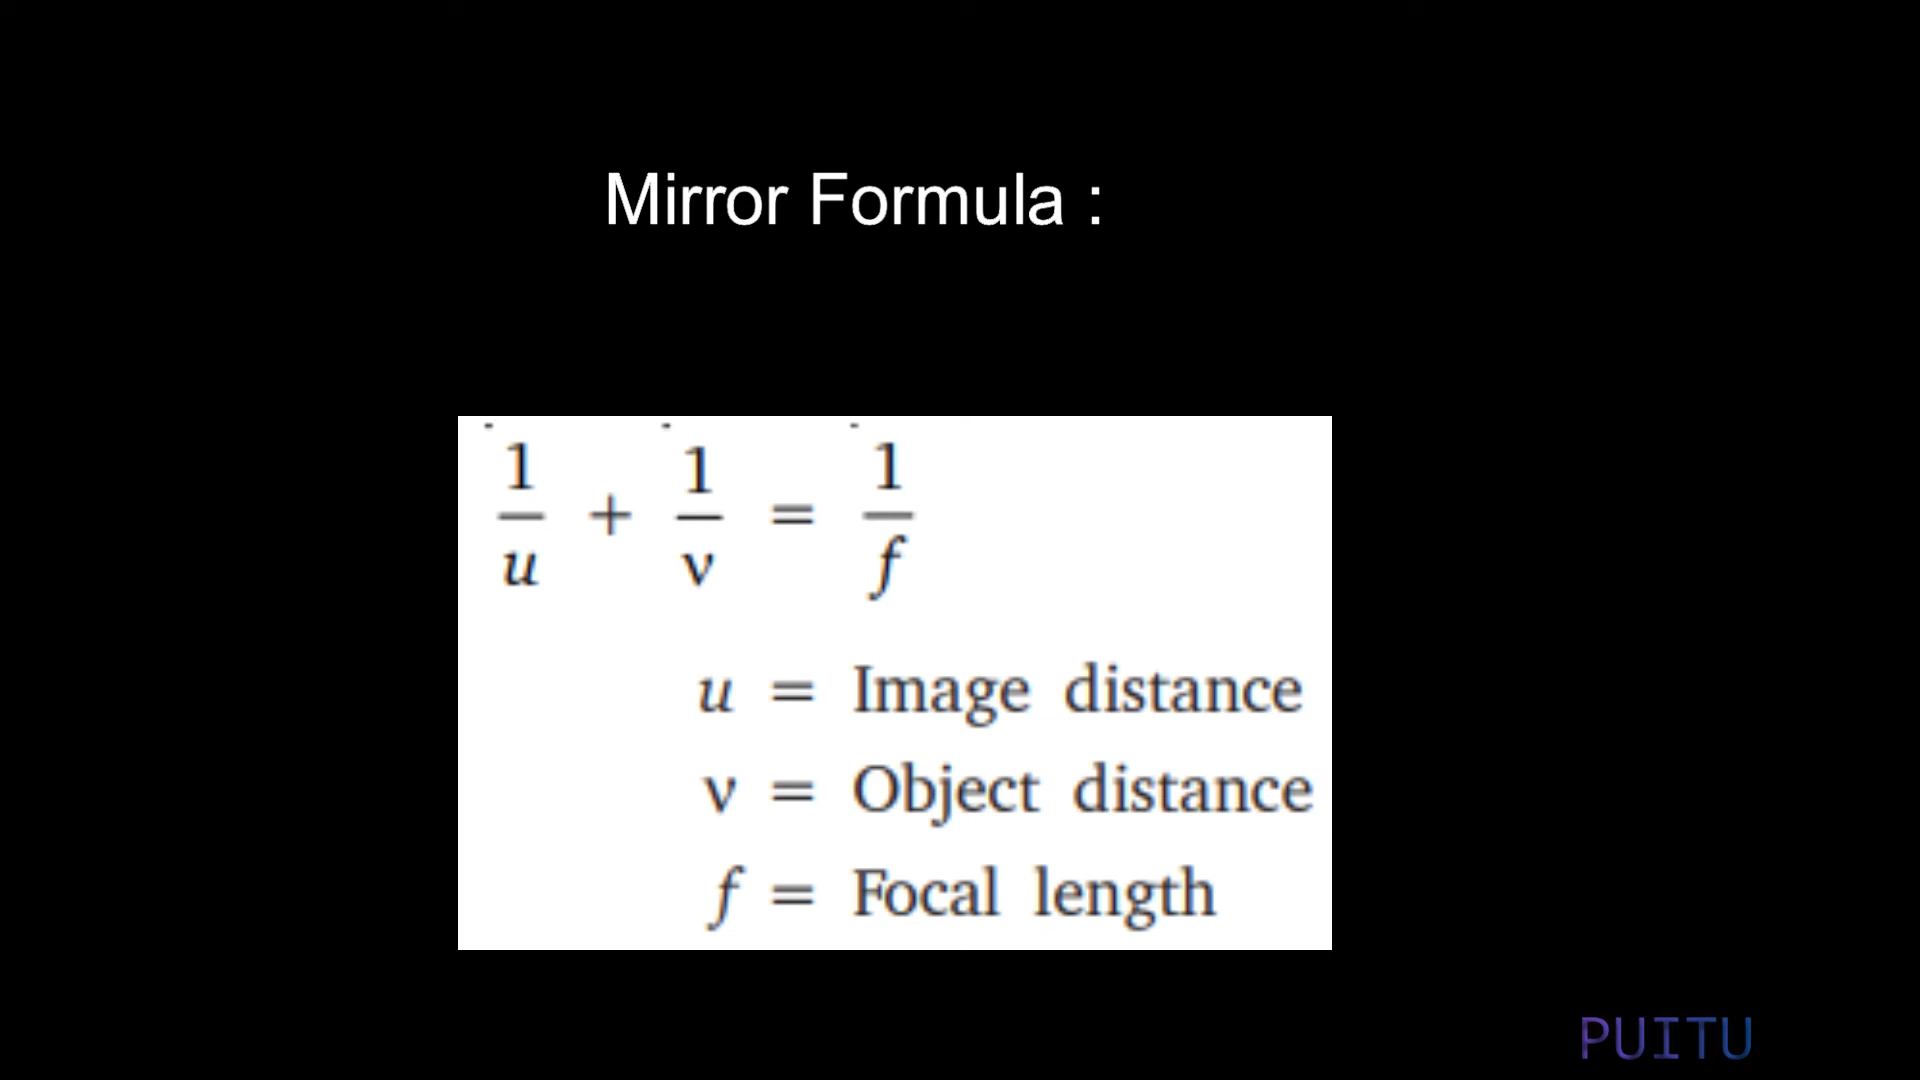 Mirror Formula :
1/u + 1/v = 1/f
u = Image distance
v = Object distance
f = Focal length
PUITU